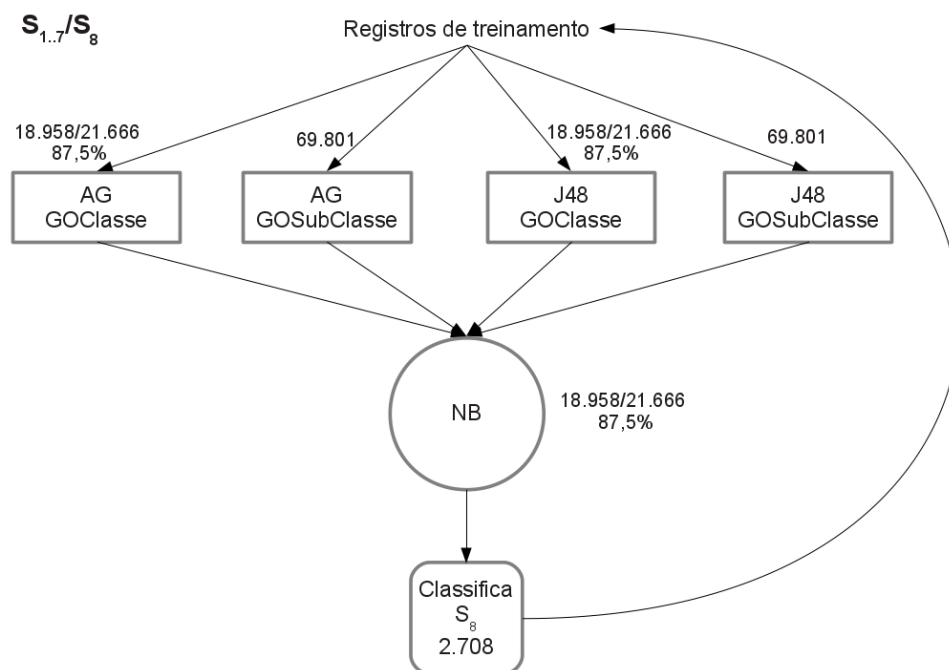 S1..7/S8
Registros de treinamento
18.958/21.666
87,5%
69.801
18.958/21.666
87,5%
69.801
AG
GOClasse
AG
GOSubClasse
J48
GOClasse
J48
GOSubClasse
NB
18.958/21.666
87,5%
Classifica
S8
2.708